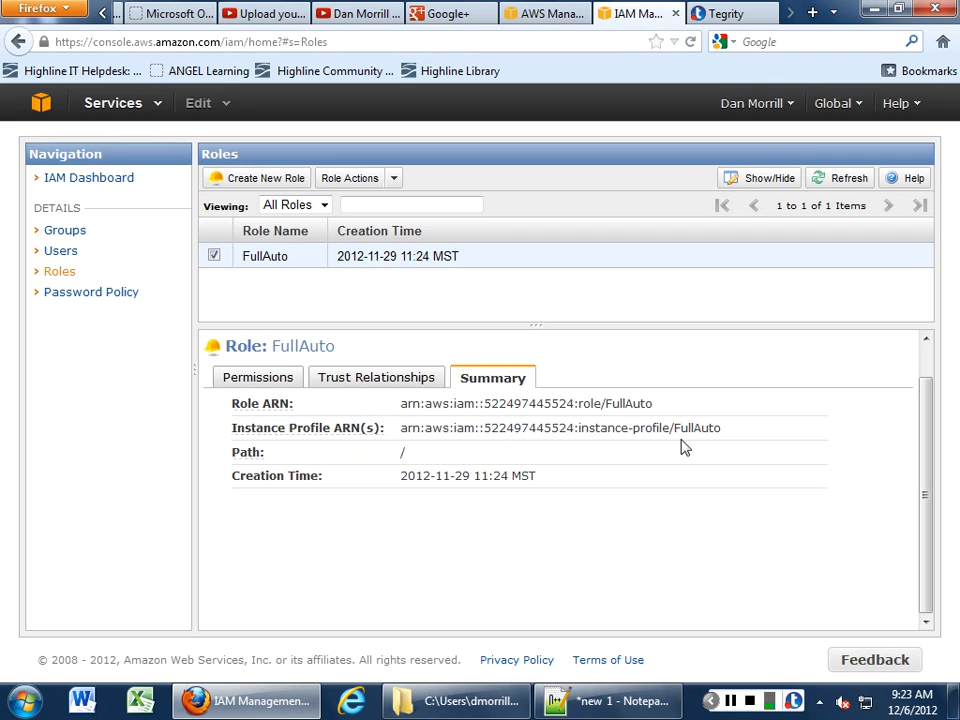 Firefox
Microsoft O...
Upload you...
Dan Morrill ...
Google+
AWS Mana...
IAM Ma...
Tegrity
https://console.aws.amazon.com/iam/home?#s=Roles
Google
Highline IT Helpdesk: ...
ANGEL Learning
Highline Community ...
Highline Library
Bookmarks
Services
Edit
Dan Morrill
Global
Help
Navigation
IAM Dashboard
DETAILS
Groups
Users
Roles
Password Policy
Roles
Create New Role
Role Actions
Show/Hide
Refresh
Help
Viewing:
All Roles
1 to 1 of 1 Items
Role Name
Creation Time
FullAuto
2012-11-29 11:24 MST
Role: FullAuto
Permissions
Trust Relationships
Summary
Role ARN:
arn:aws:iam::522497445524:role/FullAuto
Instance Profile ARN(s):
arn:aws:iam::522497445524:instance-profile/FullAuto
Path:
/
Creation Time:
2012-11-29 11:24 MST
© 2008 - 2012, Amazon Web Services, Inc. or its affiliates. All rights reserved.
Privacy Policy
Terms of Use
Feedback
IAM Managemen...
C:\Users\dmorrill...
*new 1 - Notepa...
9:23 AM
12/6/2012